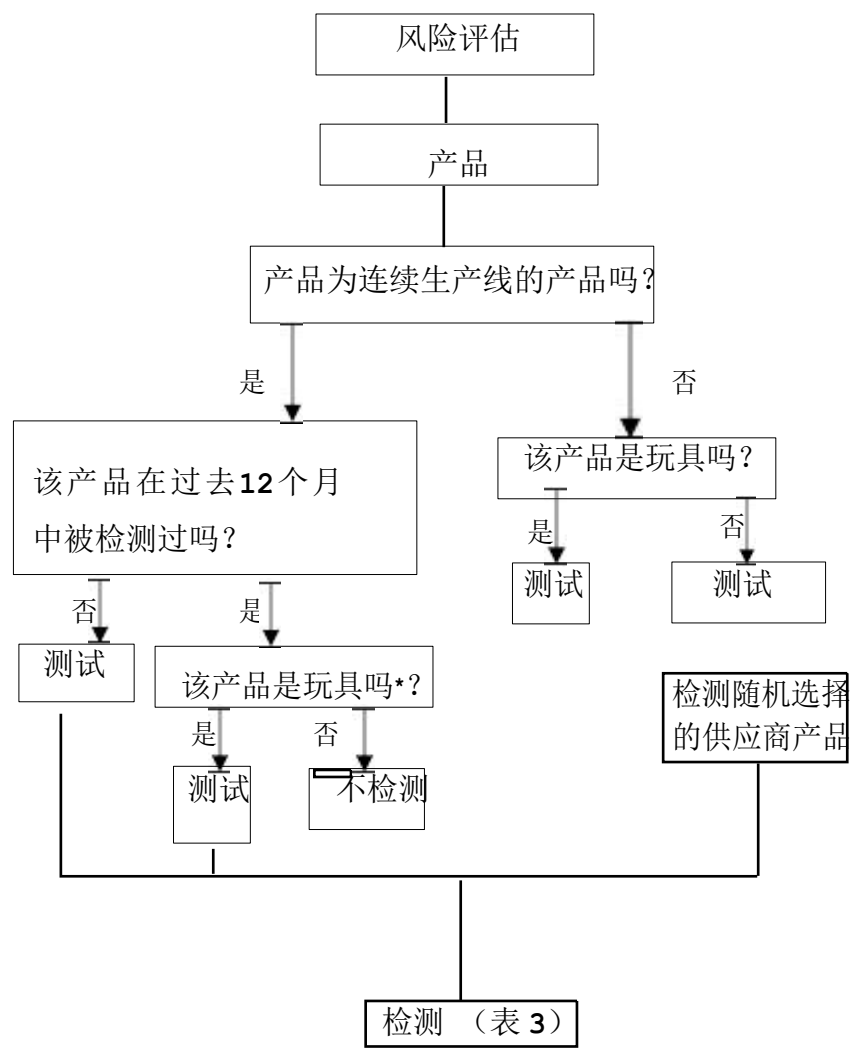 风险评估
产品
产品为连续生产线的产品吗?
是
否
该产品在过去12个月
中被检测过吗?
该产品是玩具吗?
是
否
测试
测试
否
是
测试
该产品是玩具吗*?
检测随机选择
的供应商产品
是
否
测试
不检测
检测 （表 3）